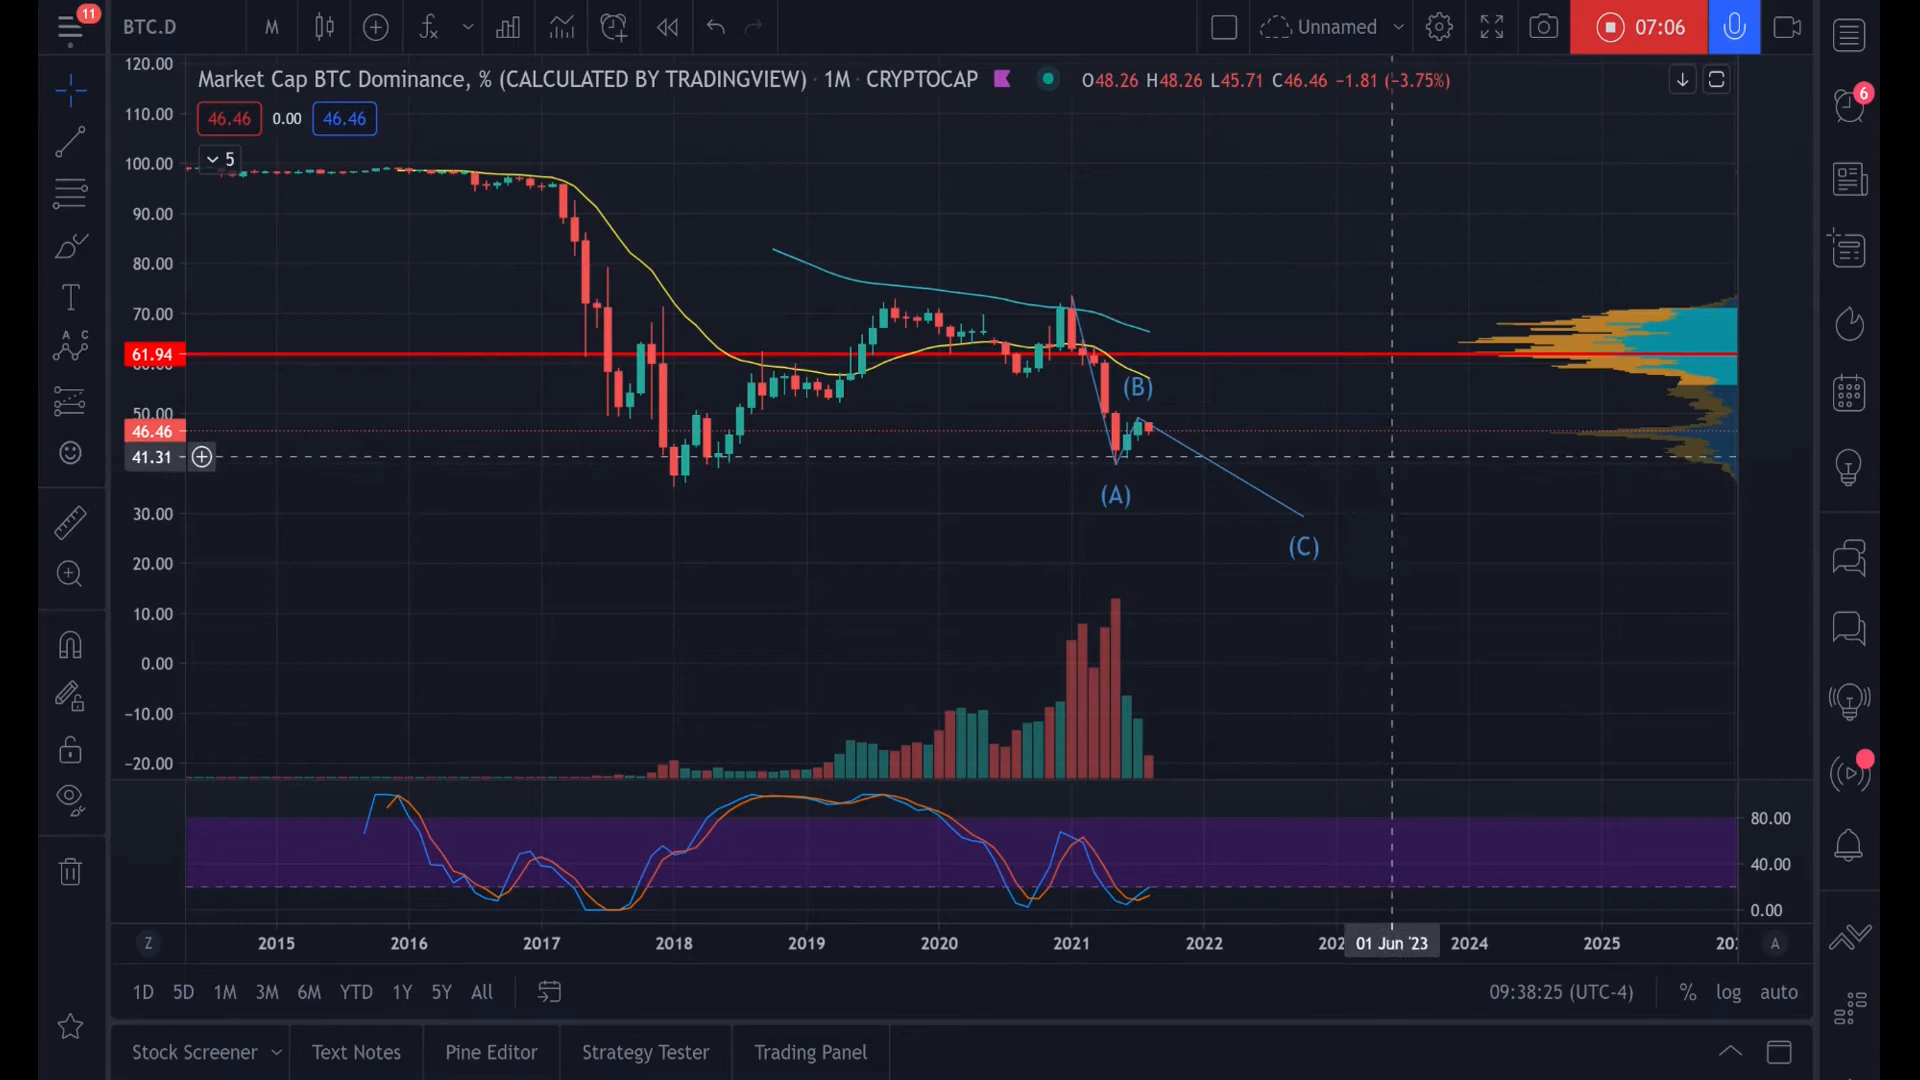 11
BTC.D
M
Unnamed
07:06
Market Cap BTC Dominance, % (CALCULATED BY TRADINGVIEW) · 1M · CRYPTOCAP
O48.26 H48.26 L45.71 C46.46 −1.81 (−3.75%)
46.46 0.00 46.46
5
6
120.00
110.00
100.00
90.00
80.00
70.00
61.94
50.00
46.46
41.31
30.00
20.00
10.00
0.00
−10.00
−20.00
(B)
(A)
(C)
80.00
40.00
0.00
Z
2015
2016
2017
2018
2019
2020
2021
2022
01 Jun '23
2024
2025
A
1D 5D 1M 3M 6M YTD 1Y 5Y All
09:38:25 (UTC-4)
% log auto
Stock Screener
Text Notes
Pine Editor
Strategy Tester
Trading Panel